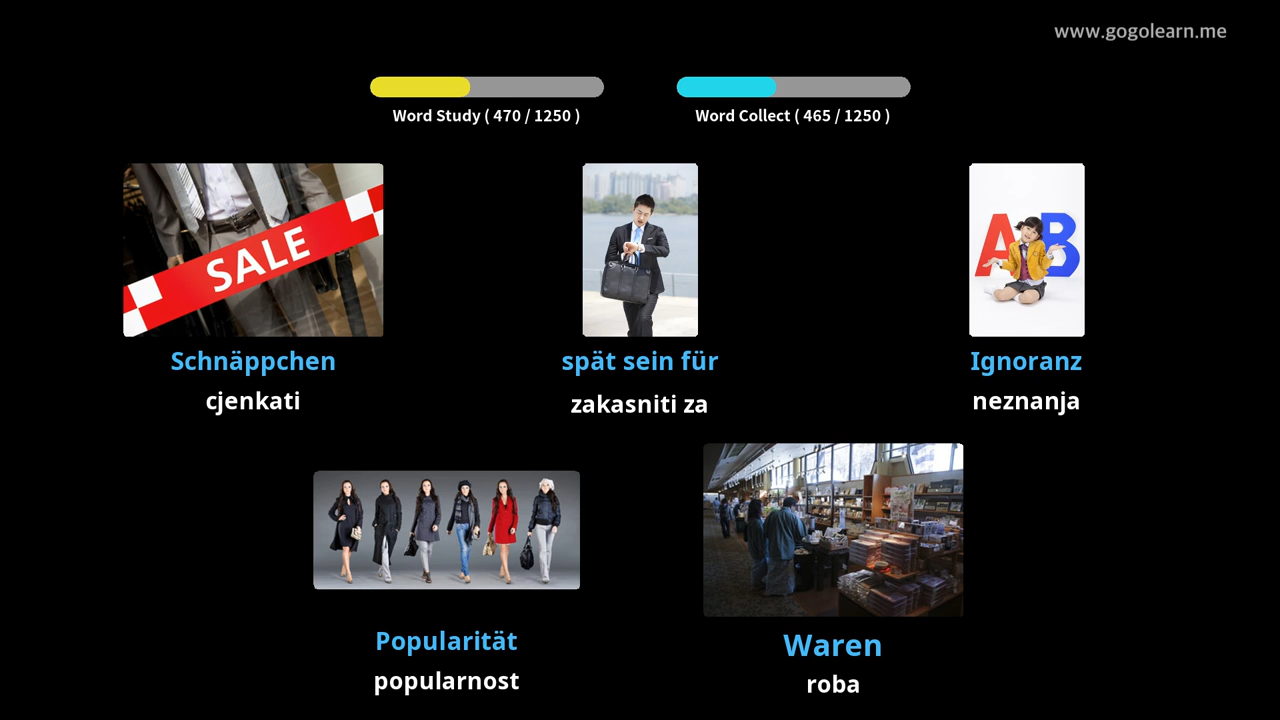 www.gogolearn.me
Word Study ( 470 / 1250 )
Word Collect ( 465 / 1250 )
SALE
A B
Schnäppchen
cjenkati
spät sein für
zakasniti za
Ignoranz
neznanja
Popularität
popularnost
Waren
roba